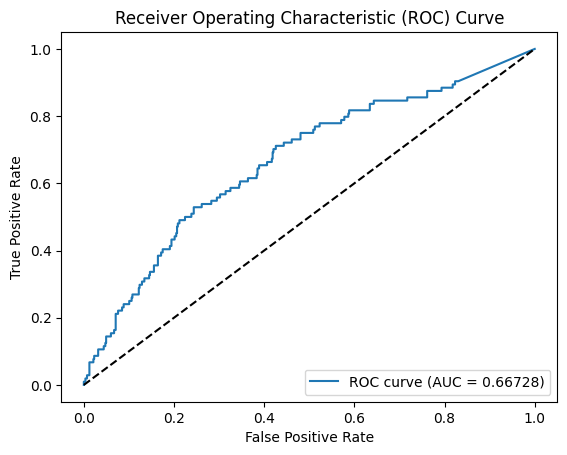 Receiver Operating Characteristic (ROC) Curve
True Positive Rate
1.0
0.8
0.6
0.4
0.2
0.0
ROC curve (AUC = 0.66728)
0.0 0.2 0.4 0.6 0.8 1.0
False Positive Rate